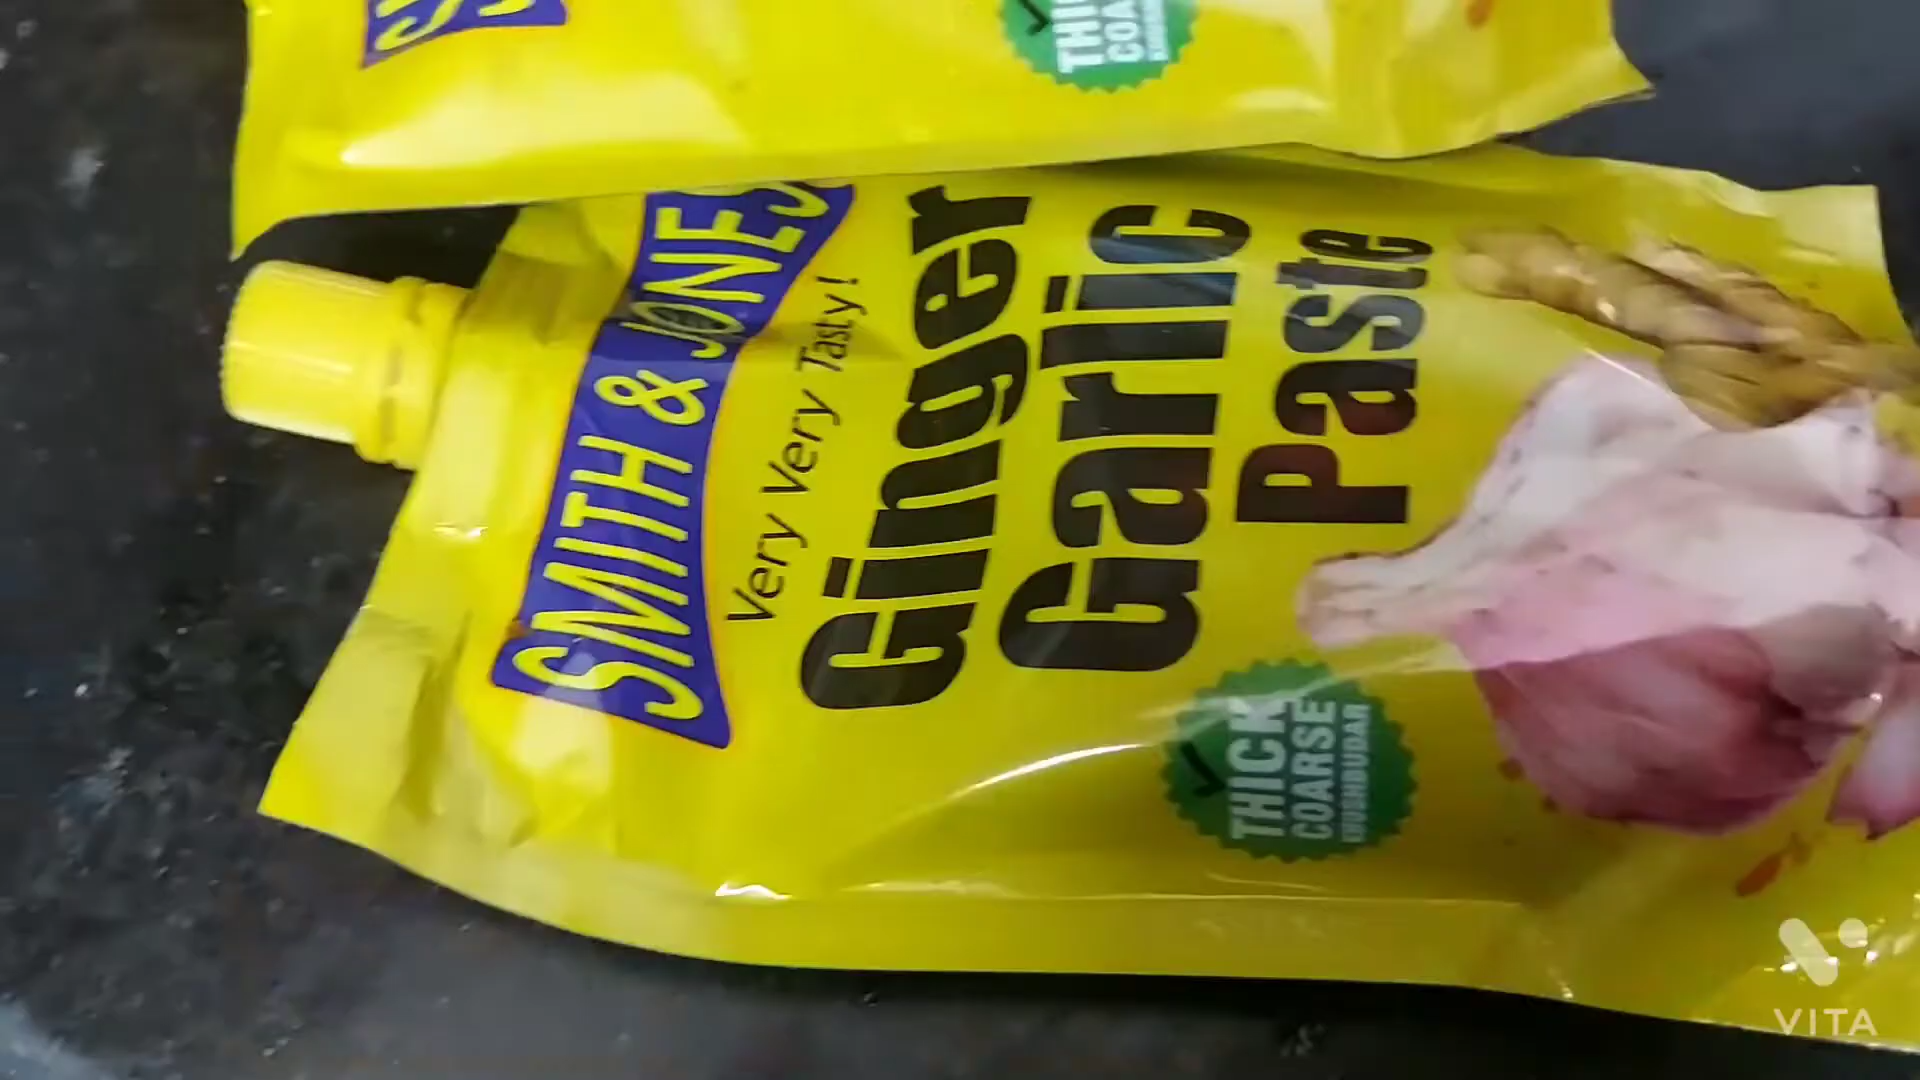 SMITH & JONES
Very Very Tasty!
Ginger
Garlic
Paste
THICK
COARSE
KHUSHBUDAR
VITA